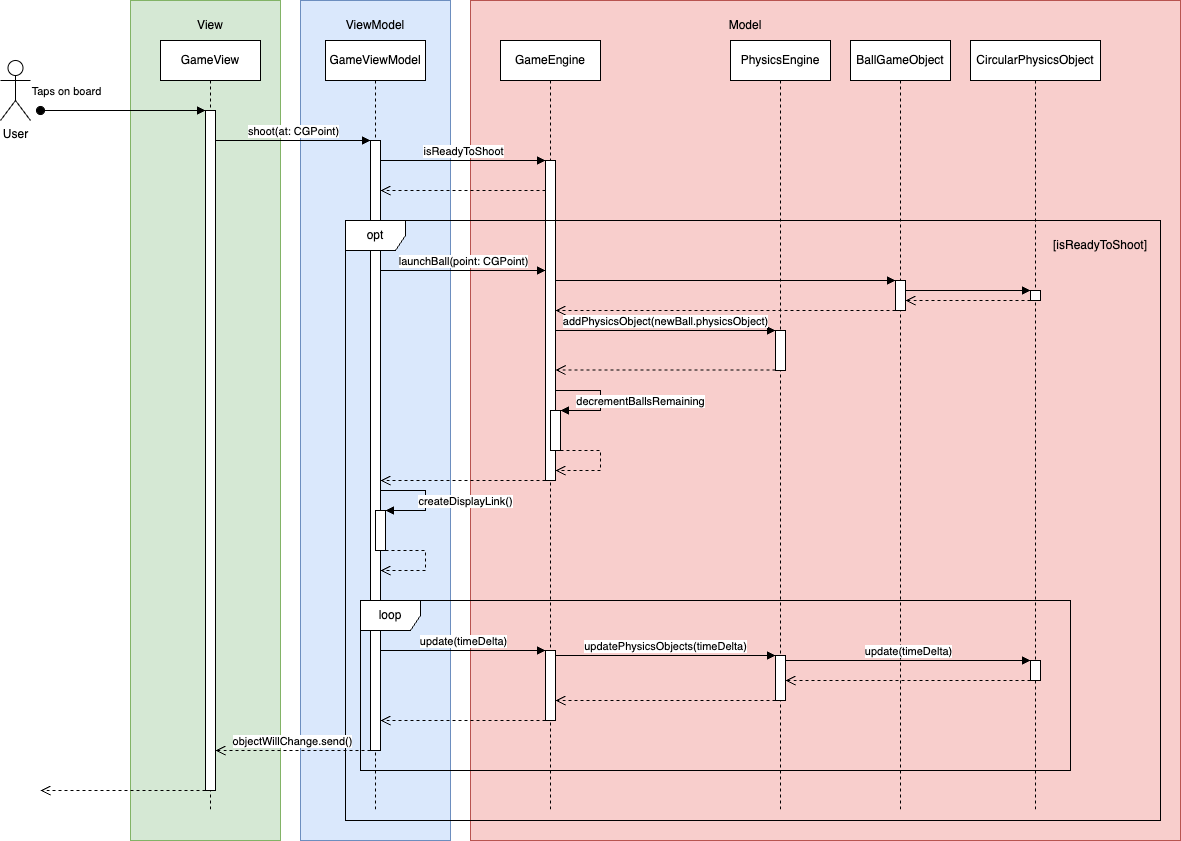 View
ViewModel
Model
GameView
GameViewModel
GameEngine
PhysicsEngine
BallGameObject
CircularPhysicsObject
Taps on board
User
shoot(at: CGPoint)
isReadyToShoot
opt
[isReadyToShoot]
launchBall(point: CGPoint)
addPhysicsObject(newBall.physicsObject)
decrementBallsRemaining
createDisplayLink()
loop
update(timeDelta)
updatePhysicsObjects(timeDelta)
update(timeDelta)
objectWillChange.send()